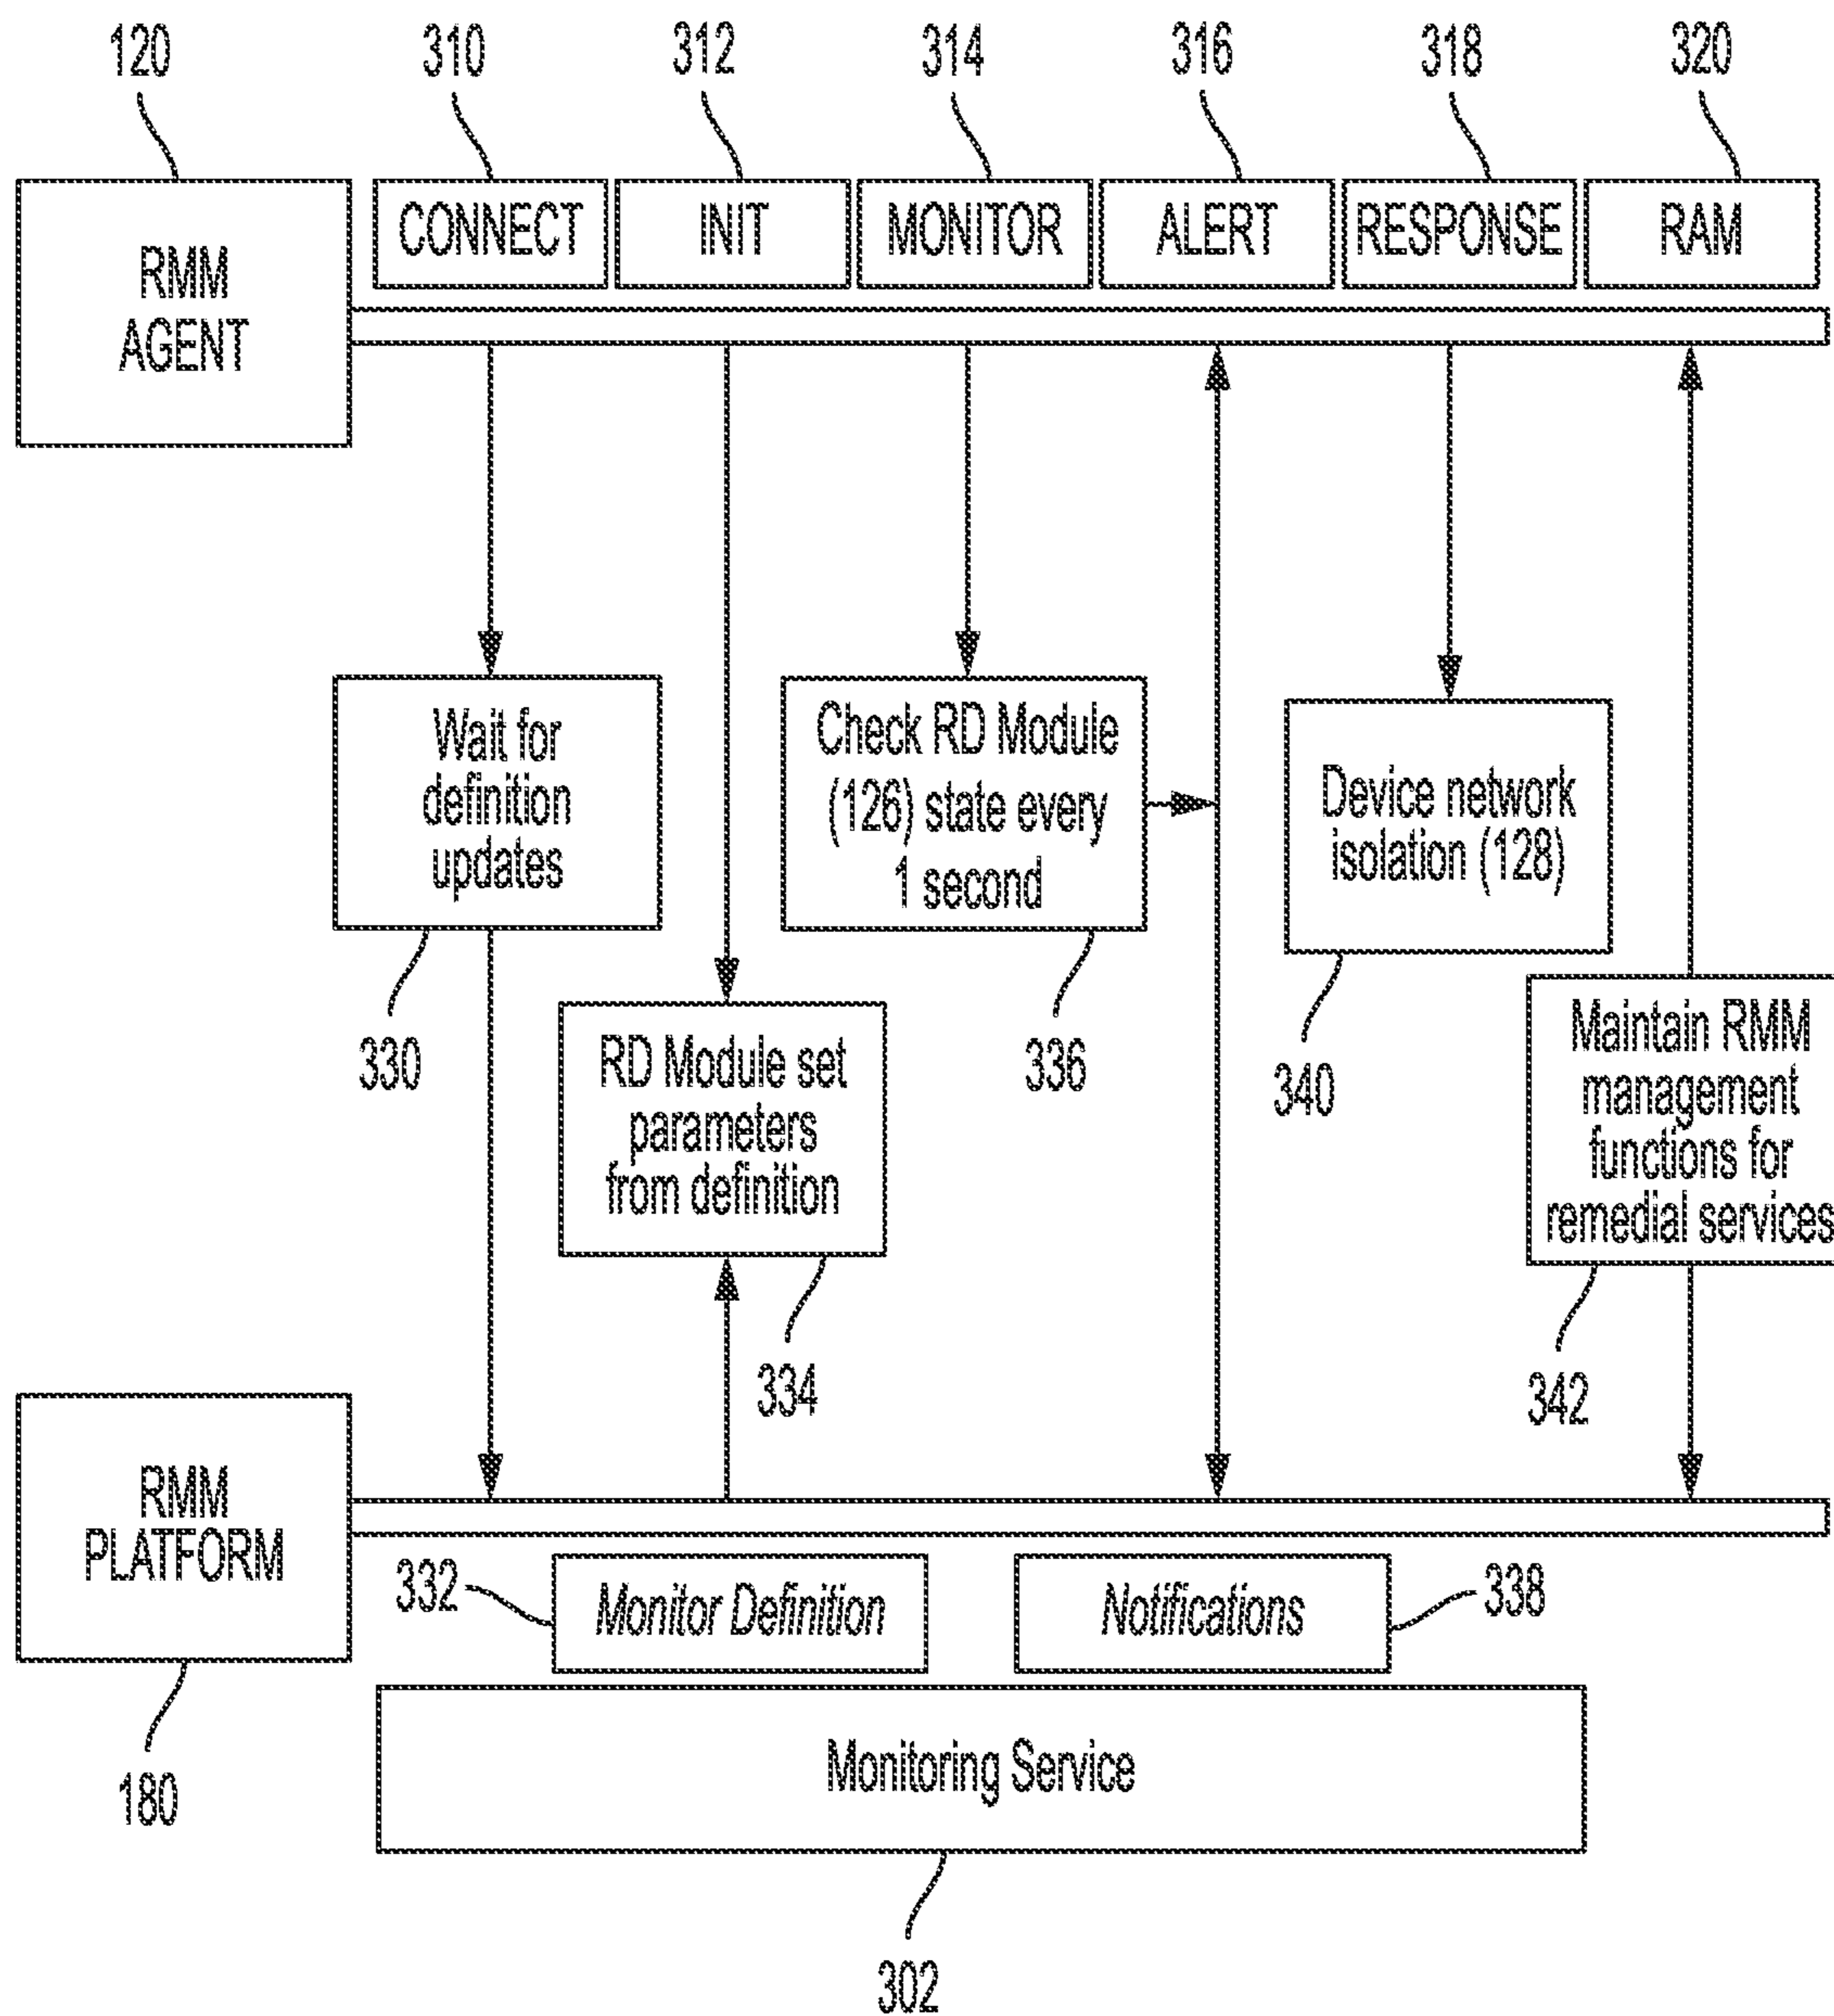 120
310
312
314
316
318
320
RMM
AGENT
CONNECT
INIT
MONITOR
ALERT
RESPONSE
RAM
Wait for
definition
updates
330
RD Module set
parameters
from definition
334
Check RD Module
(126) state every
1 second
336
Device network
isolation (128)
340
Maintain RMM
management
functions for
remedial services
342
RMM
PLATFORM
180
332
Monitor Definition
Notifications
338
Monitoring Service
302